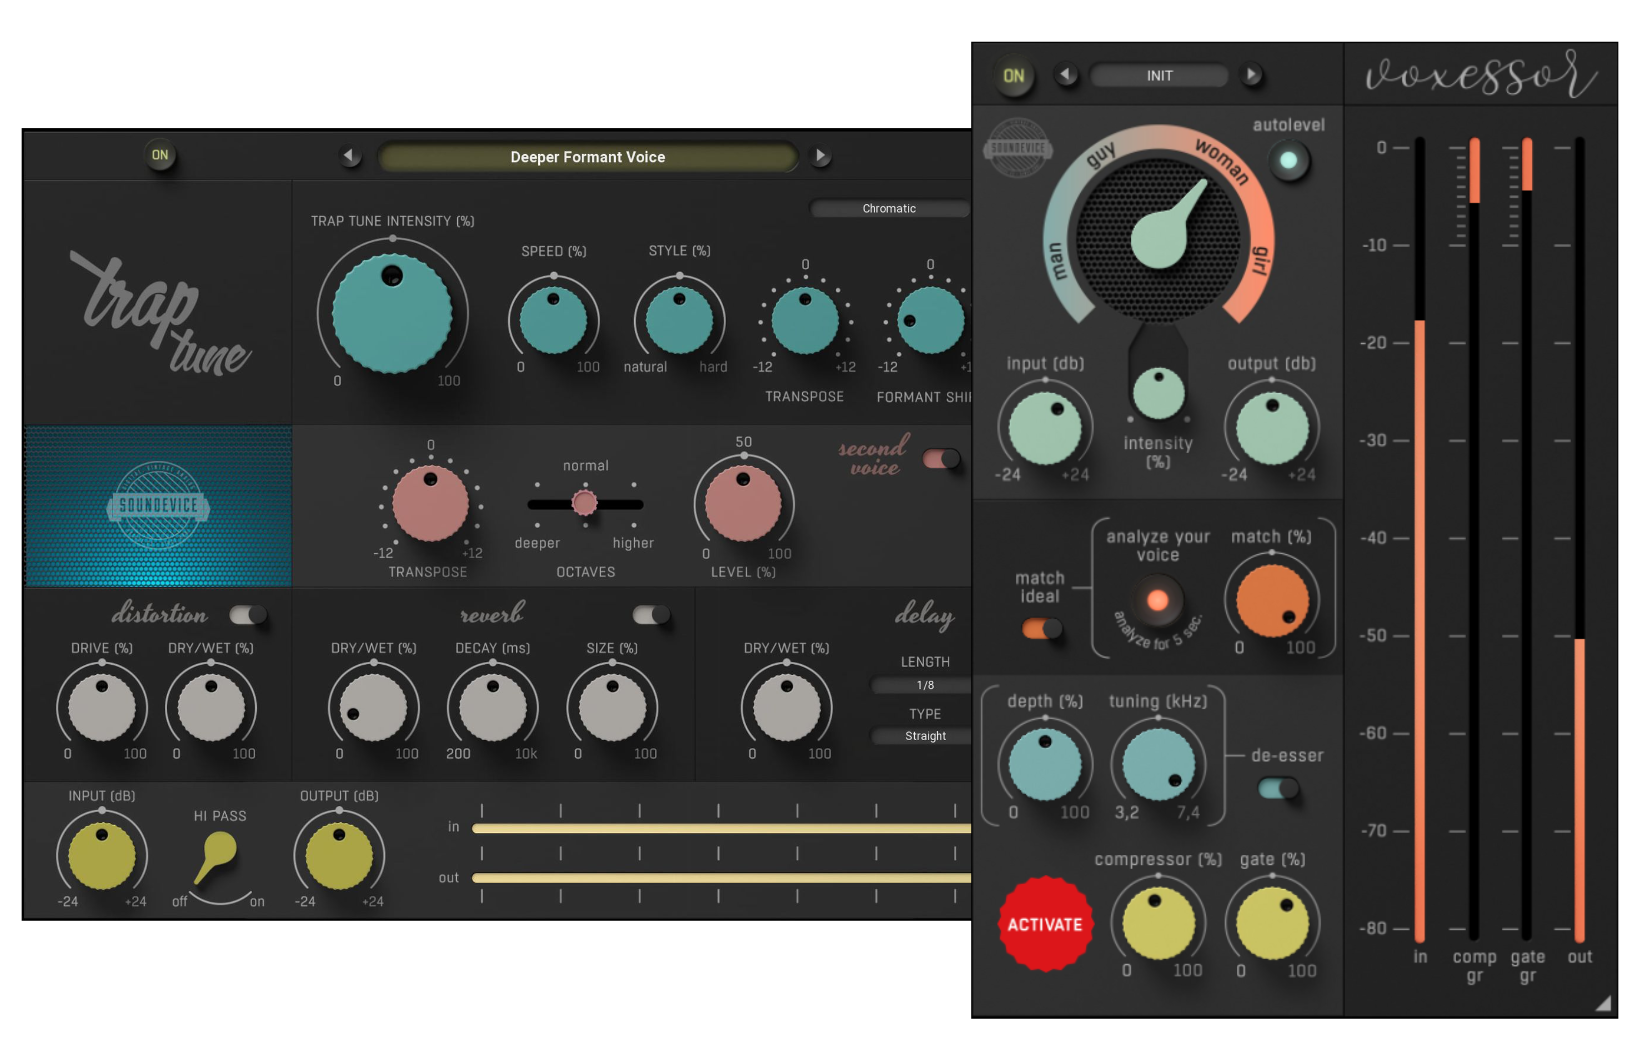 ON
Deeper Formant Voice
trap
tune
TRAP TUNE INTENSITY (%)
0
100
SPEED (%)
0
100
STYLE (%)
natural
hard
Chromatic
0
-12
+12
TRANSPOSE
0
-12
FORMANT SHI
SOUNDEVICE
0
-12
+12
TRANSPOSE
normal
deeper
higher
OCTAVES
50
0
100
LEVEL (%)
second
voice
distortion
DRIVE (%)
DRY/WET (%)
0
100
0
100
reverb
DRY/WET (%)
DECAY (ms)
SIZE (%)
0
100
200
10k
0
100
delay
DRY/WET (%)
0
100
LENGTH
1/8
TYPE
Straight
INPUT (dB)
-24
+24
HI PASS
off
on
OUTPUT (dB)
-24
+24
in
out
ON
INIT
voxessor
SOUNDEVICE
autolevel
man
guy
woman
girl
input (db)
-24
+24
intensity
(%)
output (db)
-24
+24
match
ideal
analyze your
voice
analyze for 5 sec.
match (%)
0
100
depth (%)
0
100
tuning (kHz)
3,2
7,4
de-esser
ACTIVATE
compressor (%)
0
100
gate (%)
0
100
0
-10
-20
-30
-40
-50
-60
-70
-80
in
comp
gr
gate
gr
out